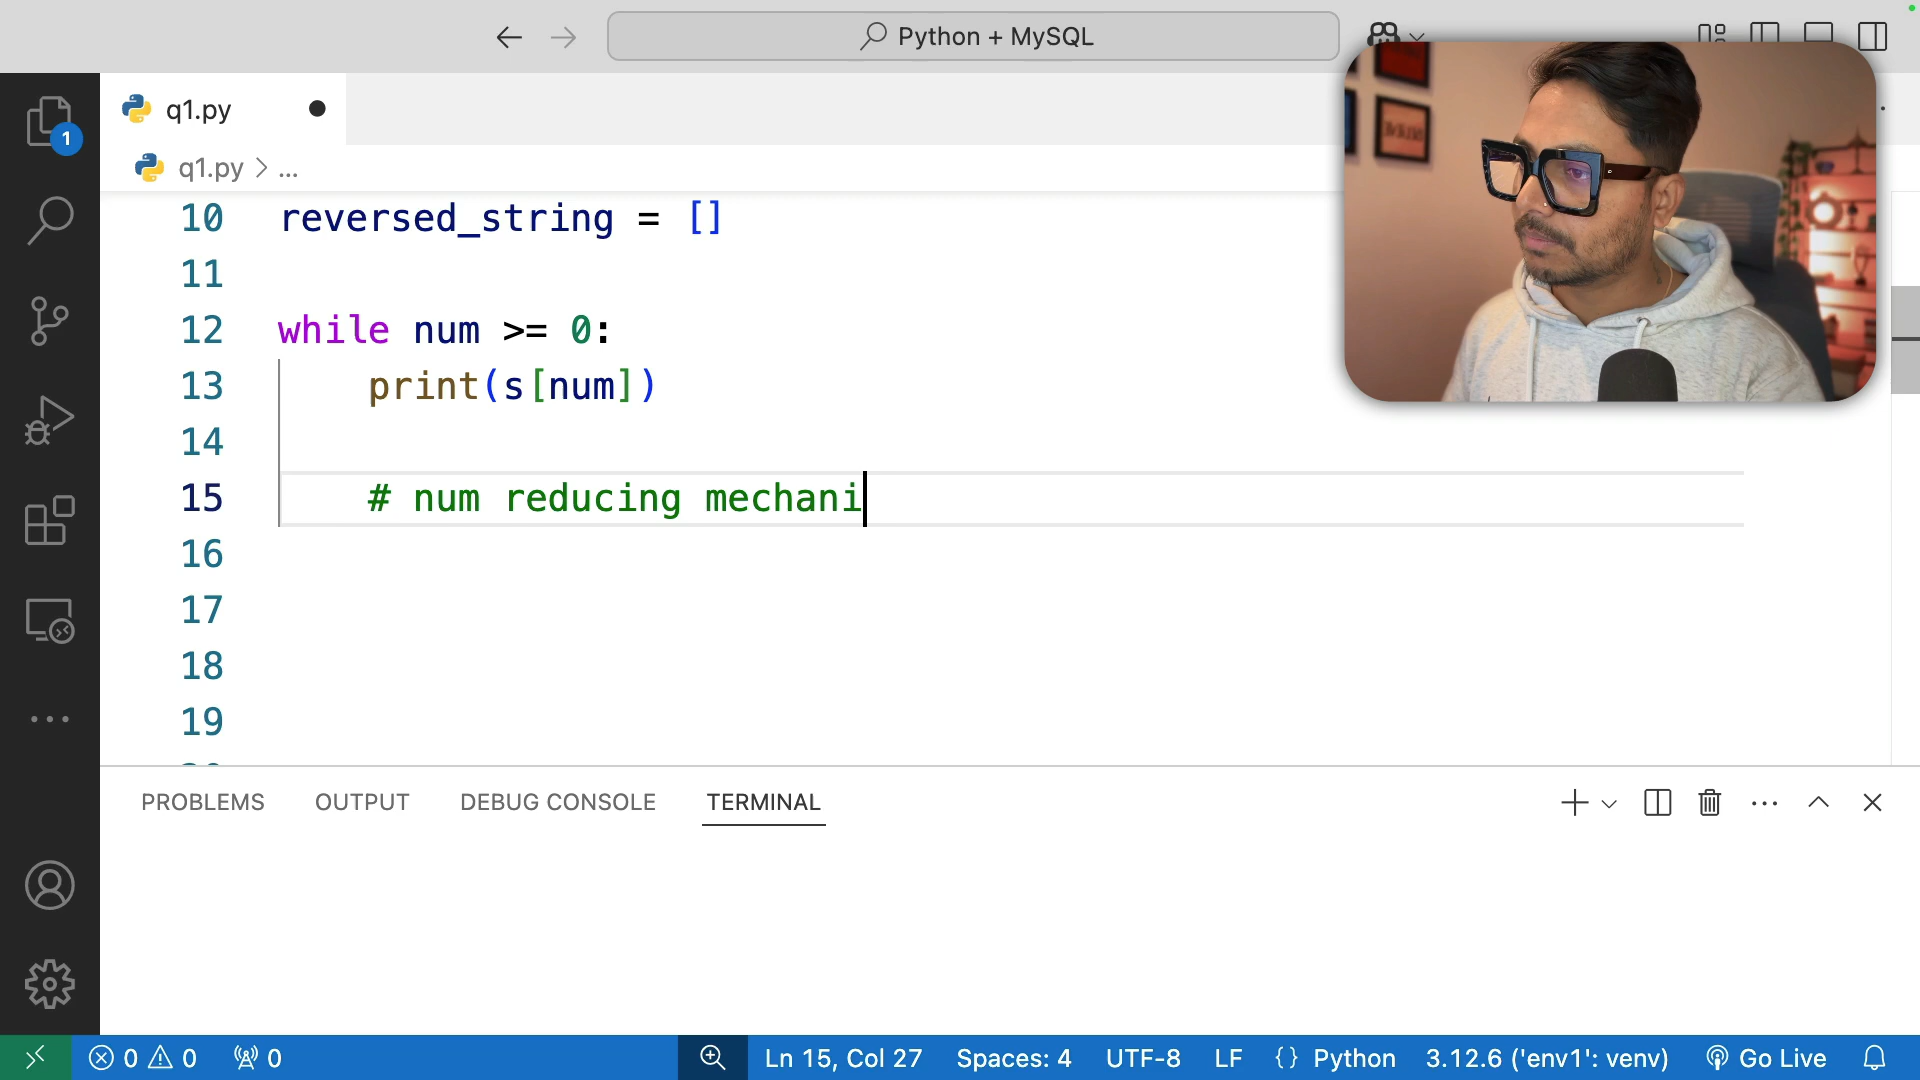 Python + MySQL
1
q1.py
q1.py > ...
10 reversed_string = []
11
12 while num >= 0:
13 print(s[num])
14
15 # num reducing mechani
16
17
18
19
PROBLEMS OUTPUT DEBUG CONSOLE TERMINAL
0 0 0 Ln 15, Col 27 Spaces: 4 UTF-8 LF {} Python 3.12.6 ('env1': venv) Go Live